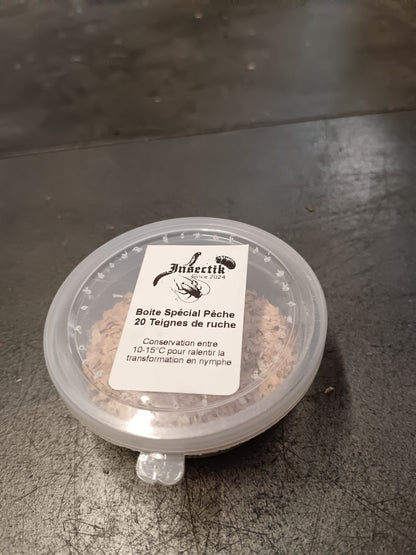 Insectik
Since 2024
Boite Spécial Pêche
20 Teignes de ruche
Conservation entre
10-15°C pour ralentir la
transformation en nymphe